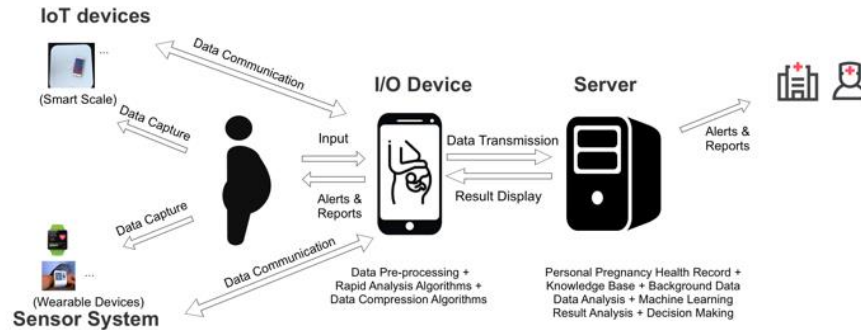 IoT devices
...
(Smart Scale)
Data Communication
Data Capture
I/O Device
Server
Input
Alerts &
Reports
Data Transmission
Result Display
Alerts &
Reports
Data Capture
...
(Wearable Devices)
Sensor System
Data Communication
Data Pre-processing +
Rapid Analysis Algorithms +
Data Compression Algorithms
Personal Pregnancy Health Record +
Knowledge Base + Background Data
Data Analysis + Machine Learning
Result Analysis + Decision Making